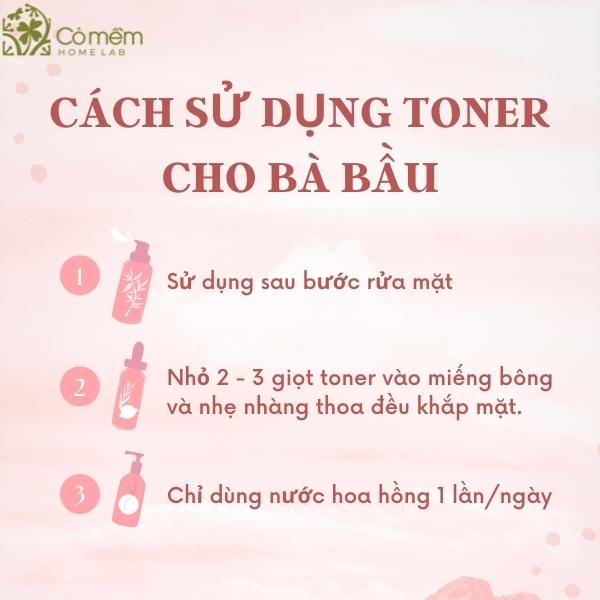 Cỏ mềm
HOME LAB
CÁCH SỬ DỤNG TONER
CHO BÀ BẦU
1
Sử dụng sau bước rửa mặt
2
Nhỏ 2 - 3 giọt toner vào miếng bông
và nhẹ nhàng thoa đều khắp mặt.
3
Chỉ dùng nước hoa hồng 1 lần/ngày